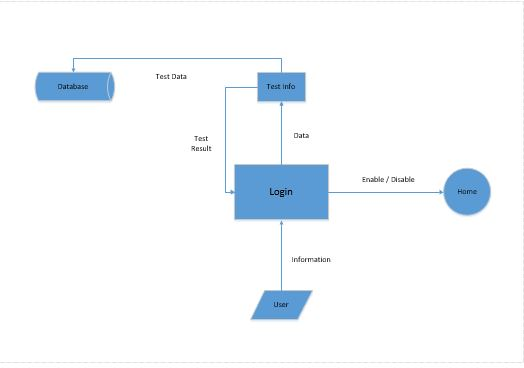 Test Data
Database
Test Info
Data
Test
Result
Enable / Disable
Login
Home
Information
User